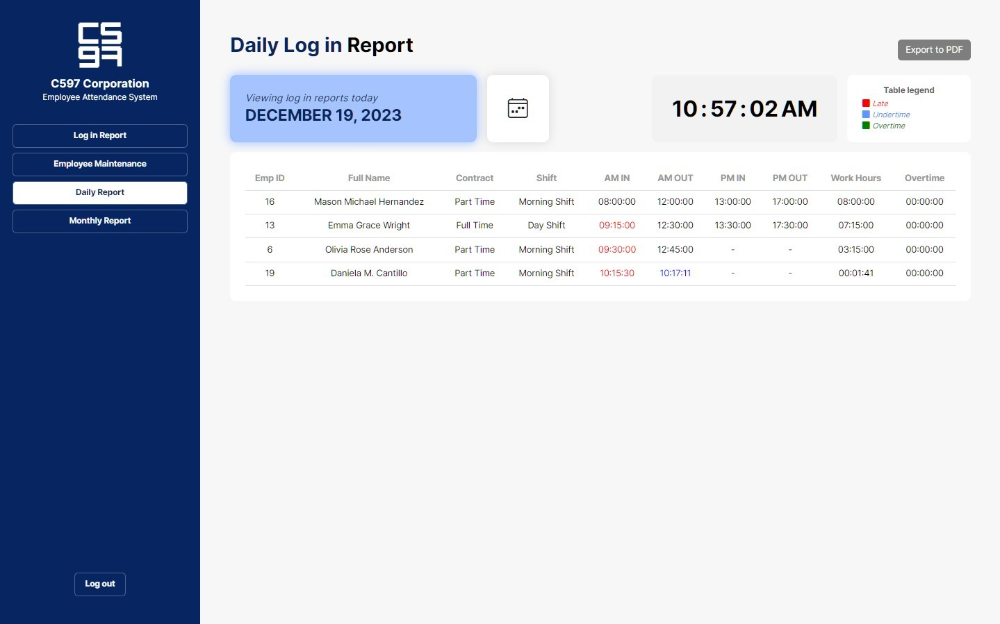 C5
97
C597 Corporation
Employee Attendance System
Log in Report
Employee Maintenance
Daily Report
Monthly Report
Log out
Daily Log in Report
Export to PDF
Viewing log in reports today
DECEMBER 19, 2023
10 : 57 : 02 AM
Table legend
Late
Undertime
Overtime
Emp ID Full Name Contract Shift AM IN AM OUT PM IN PM OUT Work Hours Overtime
16 Mason Michael Hernandez Part Time Morning Shift 08:00:00 12:00:00 13:00:00 17:00:00 08:00:00 00:00:00
13 Emma Grace Wright Full Time Day Shift 09:15:00 12:30:00 13:30:00 17:30:00 07:15:00 00:00:00
6 Olivia Rose Anderson Part Time Morning Shift 09:30:00 12:45:00 - - 03:15:00 00:00:00
19 Daniela M. Cantillo Part Time Morning Shift 10:15:30 10:17:11 - - 00:01:41 00:00:00